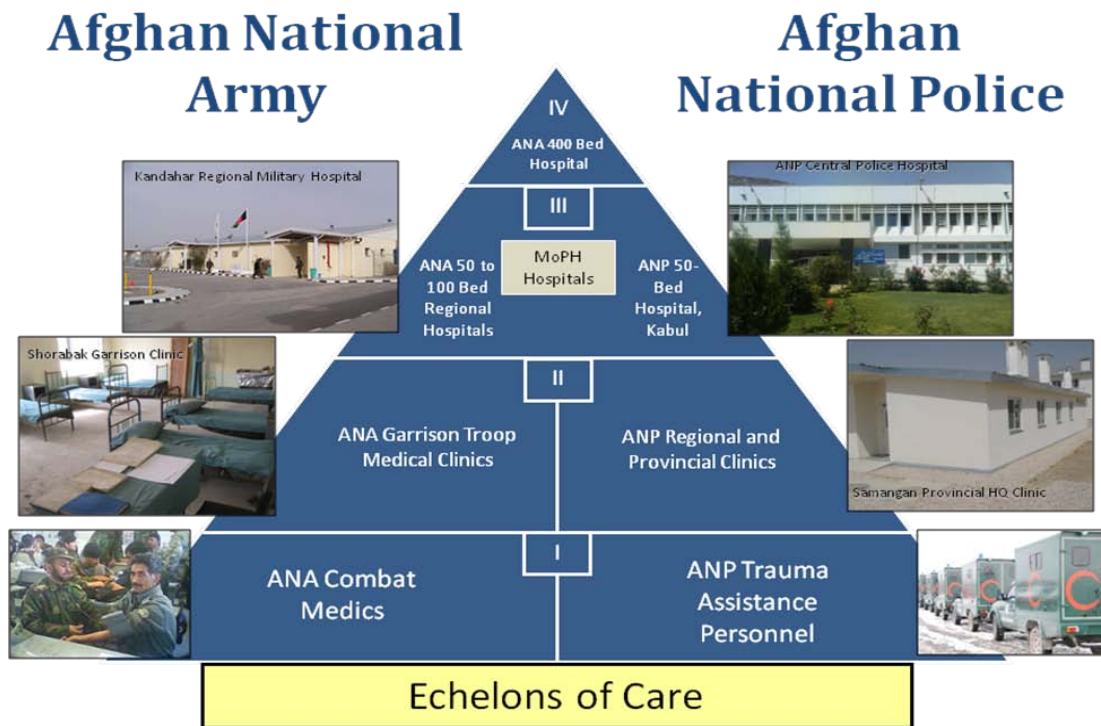 Afghan National
Army
Afghan
National Police
IV
ANA 400 Bed
Hospital
Kandahar Regional Military Hospital
ANP Central Police Hospital
III
MoPH
Hospitals
ANA 50 to
100 Bed
Regional
Hospitals
ANP 50-
Bed
Hospital,
Kabul
Shorabak Garrison Clinic
II
ANA Garrison Troop
Medical Clinics
ANP Regional and
Provincial Clinics
Samangan Provincial HQ Clinic
I
ANA Combat
Medics
ANP Trauma
Assistance
Personnel
Echelons of Care